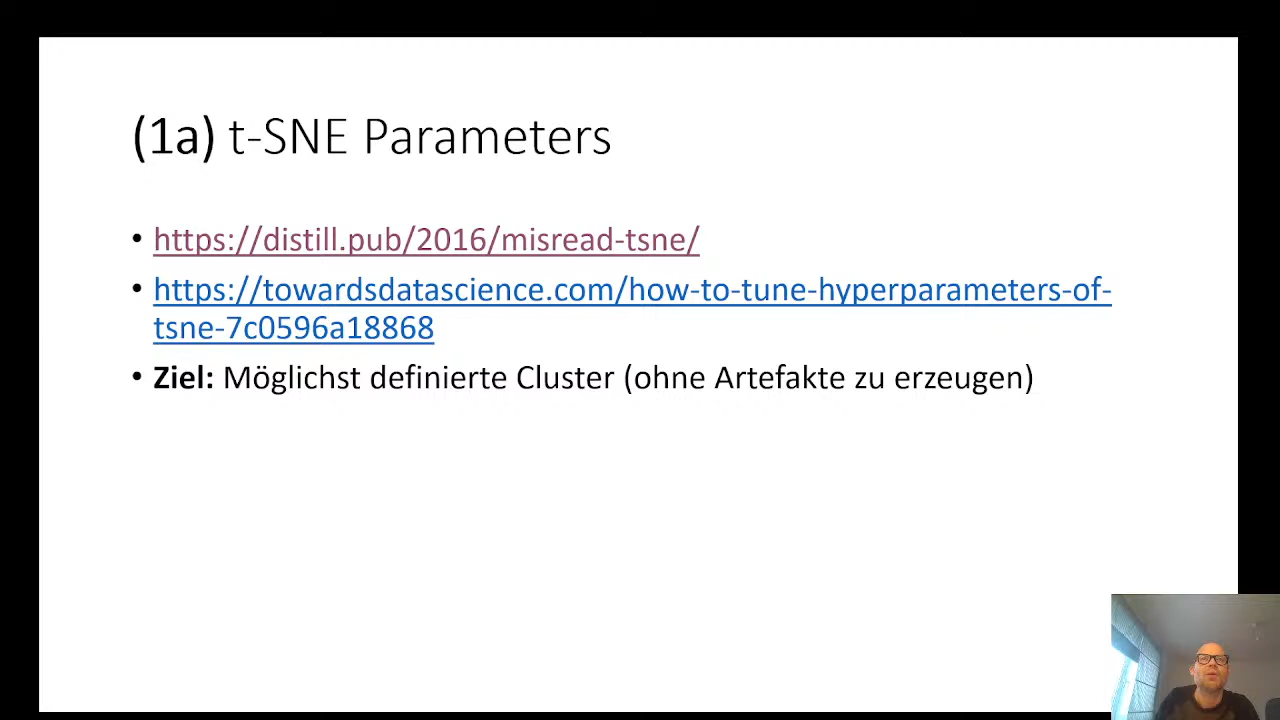 (1a) t-SNE Parameters
• https://distill.pub/2016/misread-tsne/
• https://towardsdatascience.com/how-to-tune-hyperparameters-of-
tsne-7c0596a18868
• Ziel: Möglichst definierte Cluster (ohne Artefakte zu erzeugen)